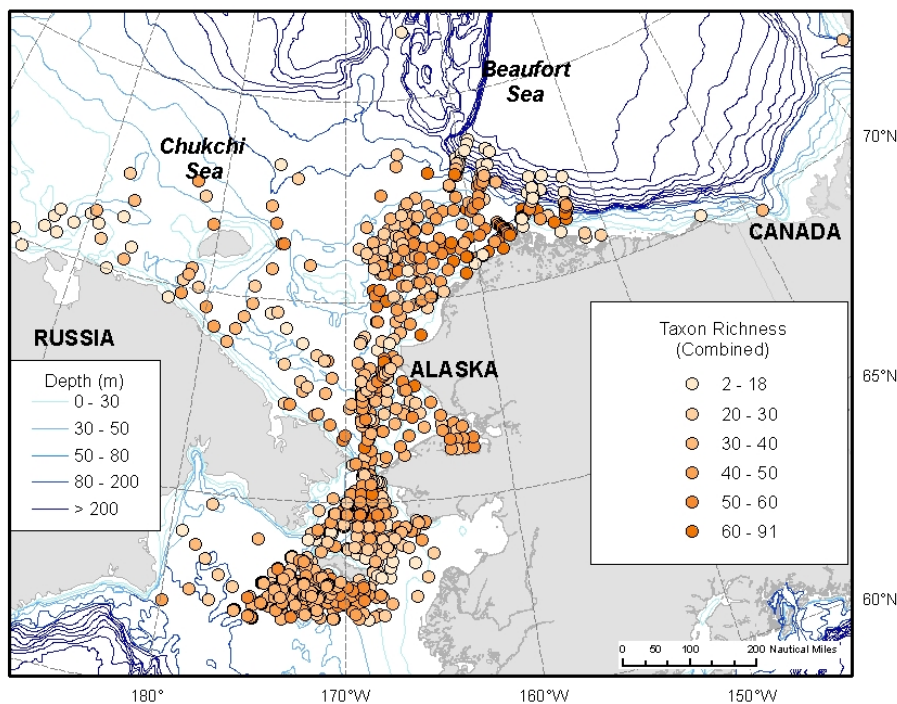 Beaufort
Sea
Chukchi
Sea
70°N
CANADA
RUSSIA
ALASKA
65°N
Depth (m)
0 - 30
30 - 50
50 - 80
80 - 200
> 200
Taxon Richness
(Combined)
2 - 18
20 - 30
30 - 40
40 - 50
50 - 60
60 - 91
60°N
0 50 100 200 Nautical Miles
180° 170°W 160°W 150°W